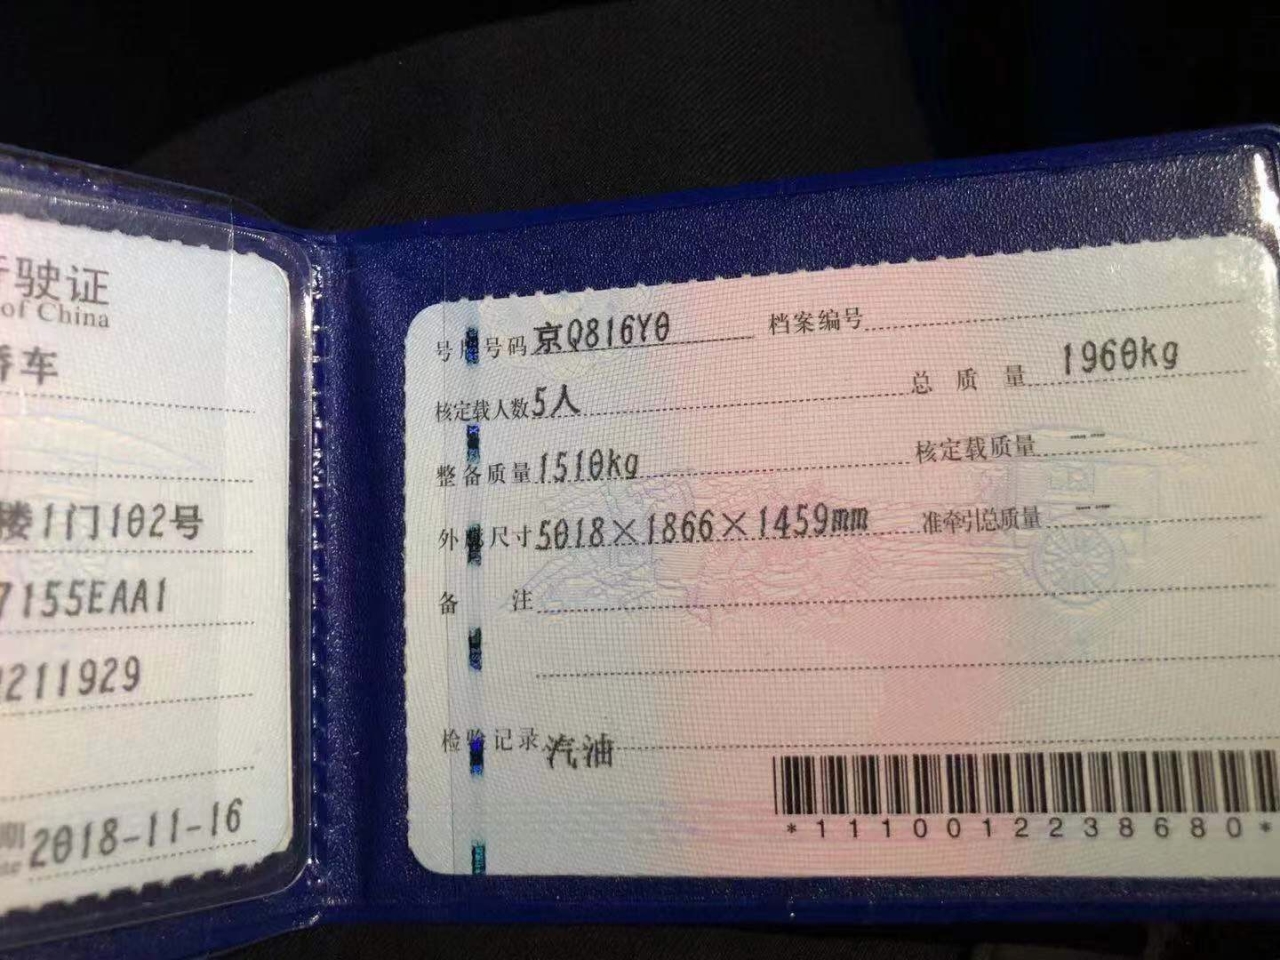 驶证
of China
轿车
楼1门102号
7155EAA1
211929
2018-11-16
号牌号码 京Q816Y0 档案编号
核定载人数 5人 总质量 1960kg
整备质量 1510kg 核定载质量 --
外廓尺寸 5018×1866×1459mm 准牵引总质量 --
备注
检验记录 汽油
*1110012238680*